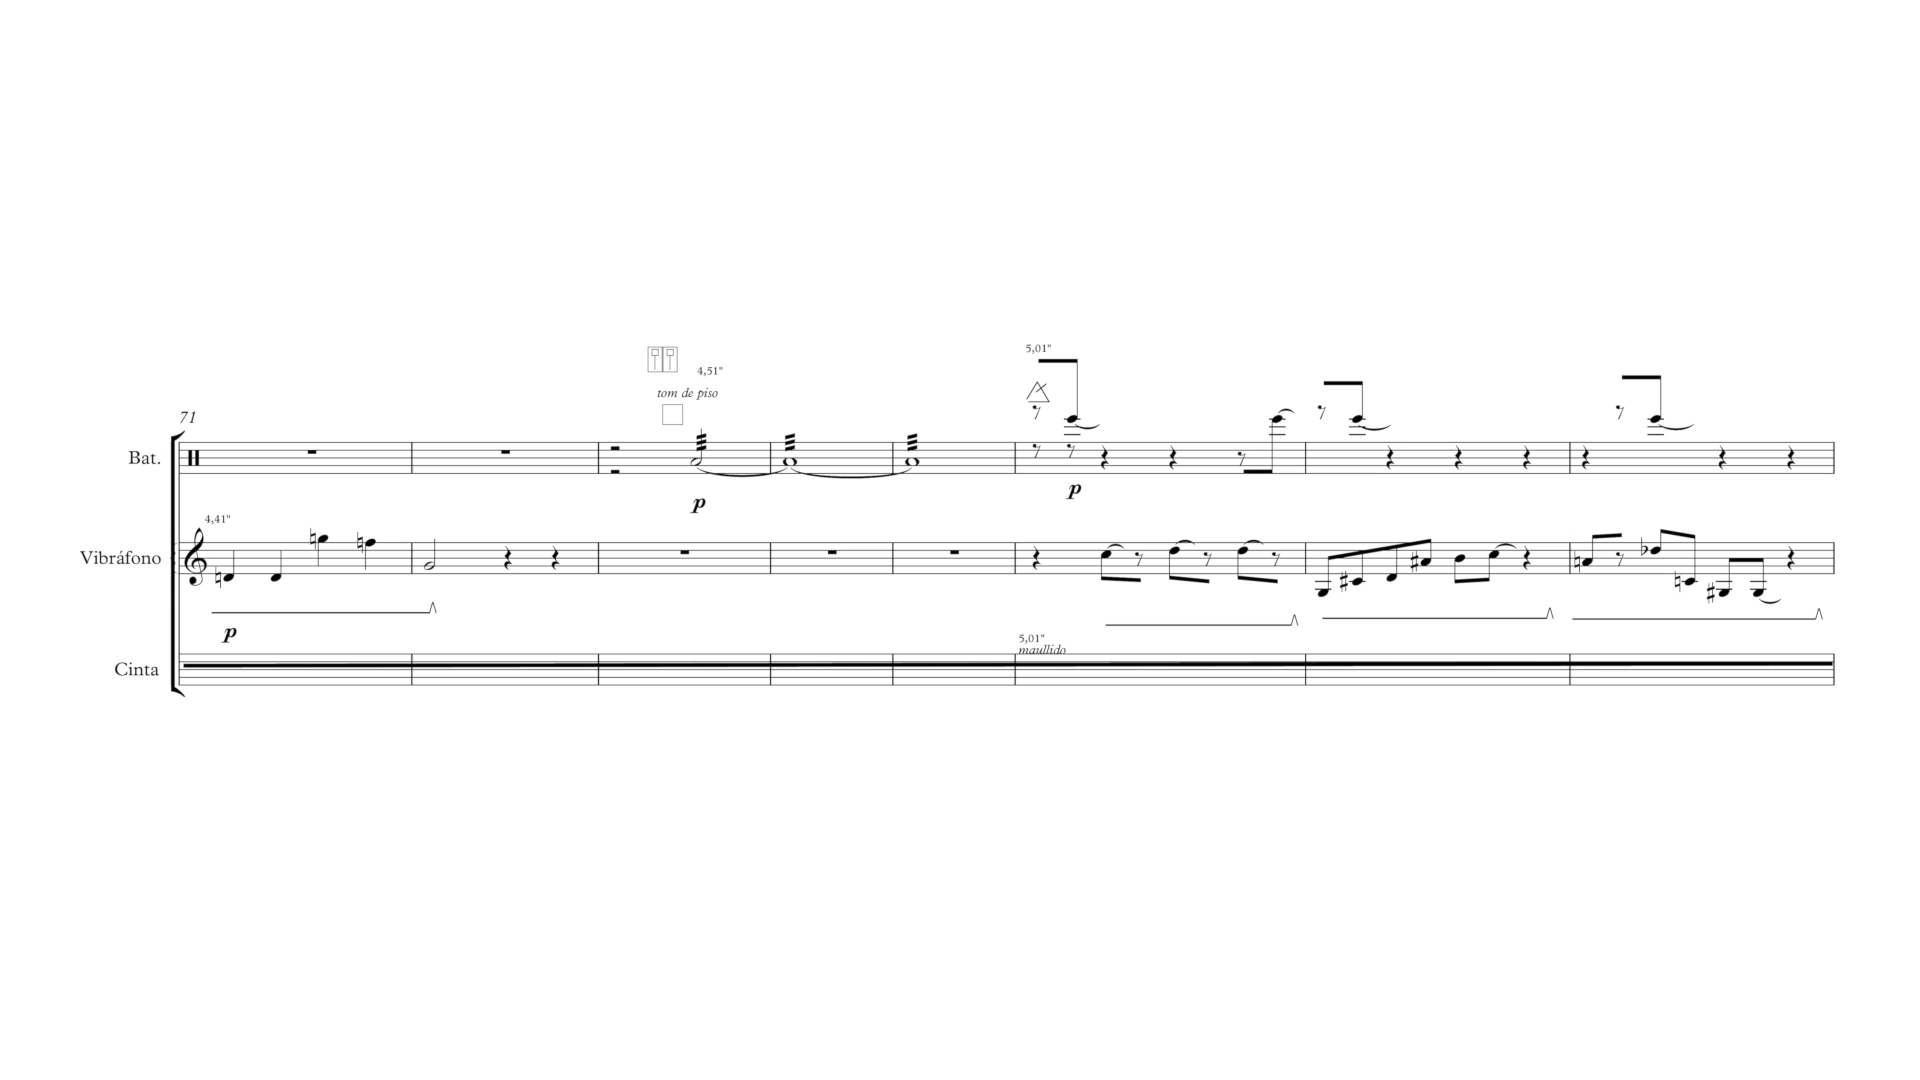 5,01"
4,51"
tom de piso
71
Bat.
p
p
4,41"
Vibráfono
p
5,01"
maullido
Cinta